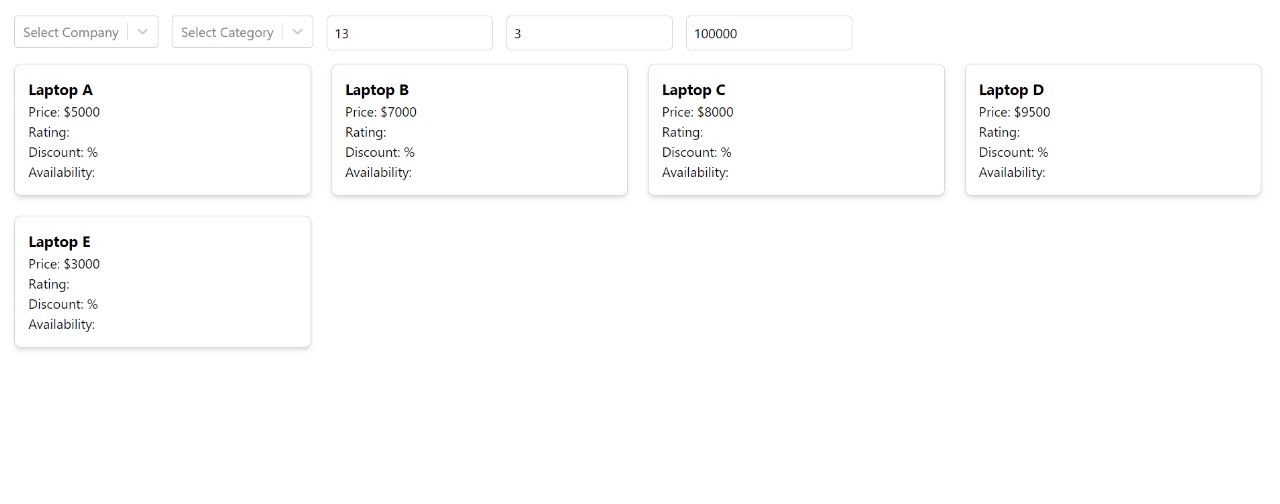 Select Company
Select Category
13
3
100000
Laptop A
Price: $5000
Rating:
Discount: %
Availability:
Laptop B
Price: $7000
Rating:
Discount: %
Availability:
Laptop C
Price: $8000
Rating:
Discount: %
Availability:
Laptop D
Price: $9500
Rating:
Discount: %
Availability:
Laptop E
Price: $3000
Rating:
Discount: %
Availability: